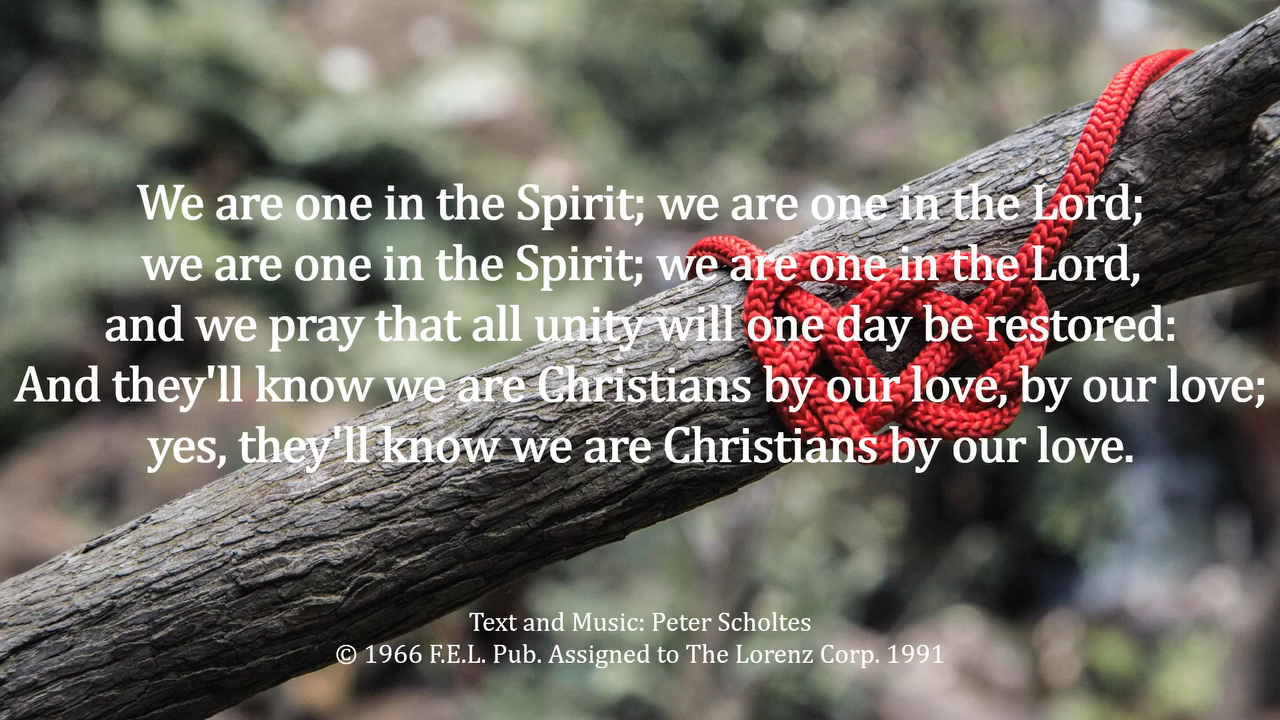 We are one in the Spirit; we are one in the Lord;
we are one in the Spirit; we are one in the Lord,
and we pray that all unity will one day be restored:
And they'll know we are Christians by our love, by our love;
yes, they'll know we are Christians by our love.
Text and Music: Peter Scholtes
© 1966 F.E.L. Pub. Assigned to The Lorenz Corp. 1991